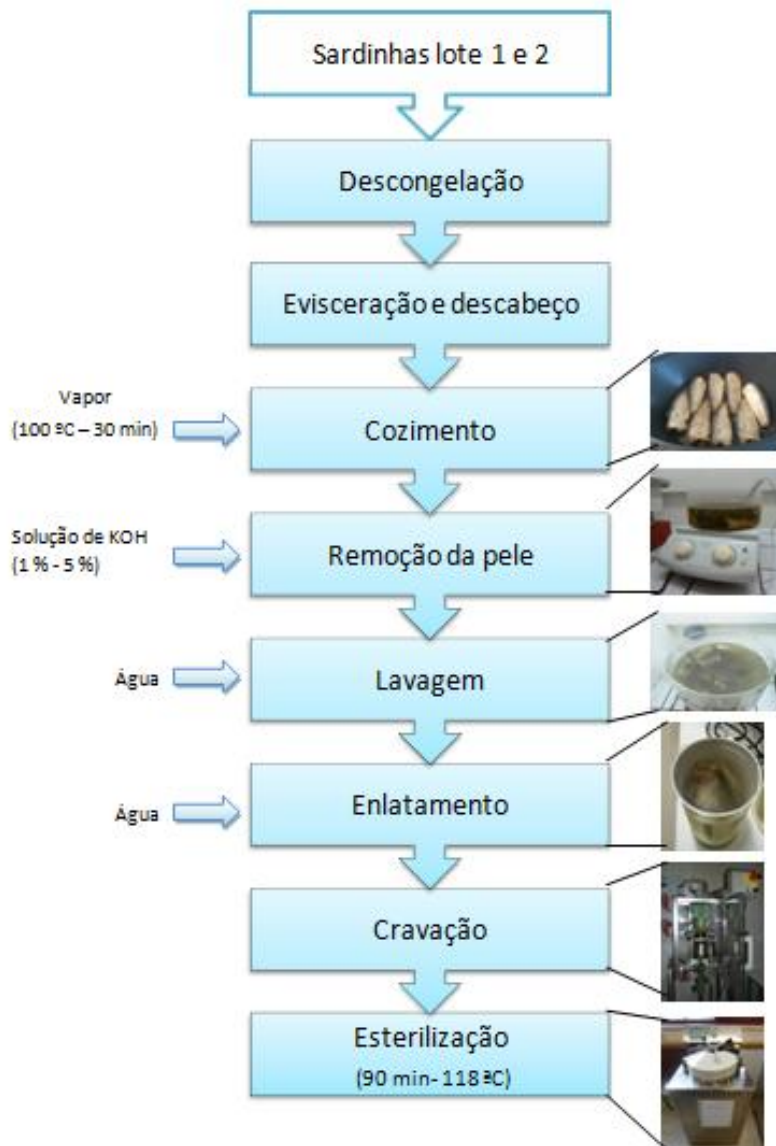 Sardinhas lote 1 e 2
Descongelação
Evisceração e descabeço
Vapor
(100 ºC – 30 min)
Cozimento
Solução de KOH
(1 % - 5 %)
Remoção da pele
Água
Lavagem
Água
Enlatamento
Cravação
Esterilização
(90 min- 118 ºC)